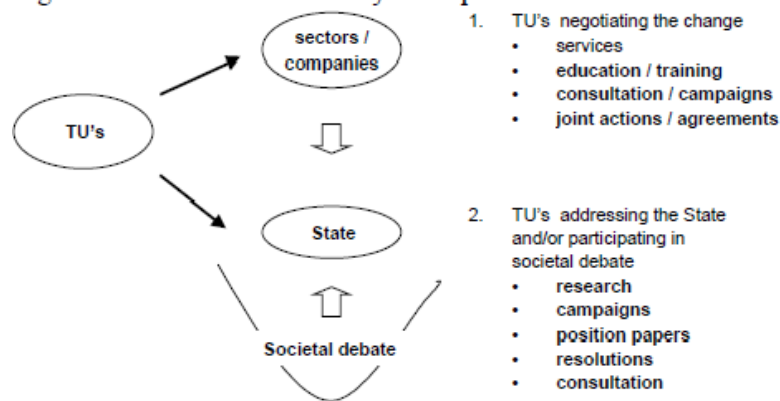 sectors /
companies
TU's
State
Societal debate
1. TU's negotiating the change
• services
• education / training
• consultation / campaigns
• joint actions / agreements
2. TU's addressing the State
and/or participating in
societal debate
• research
• campaigns
• position papers
• resolutions
• consultation